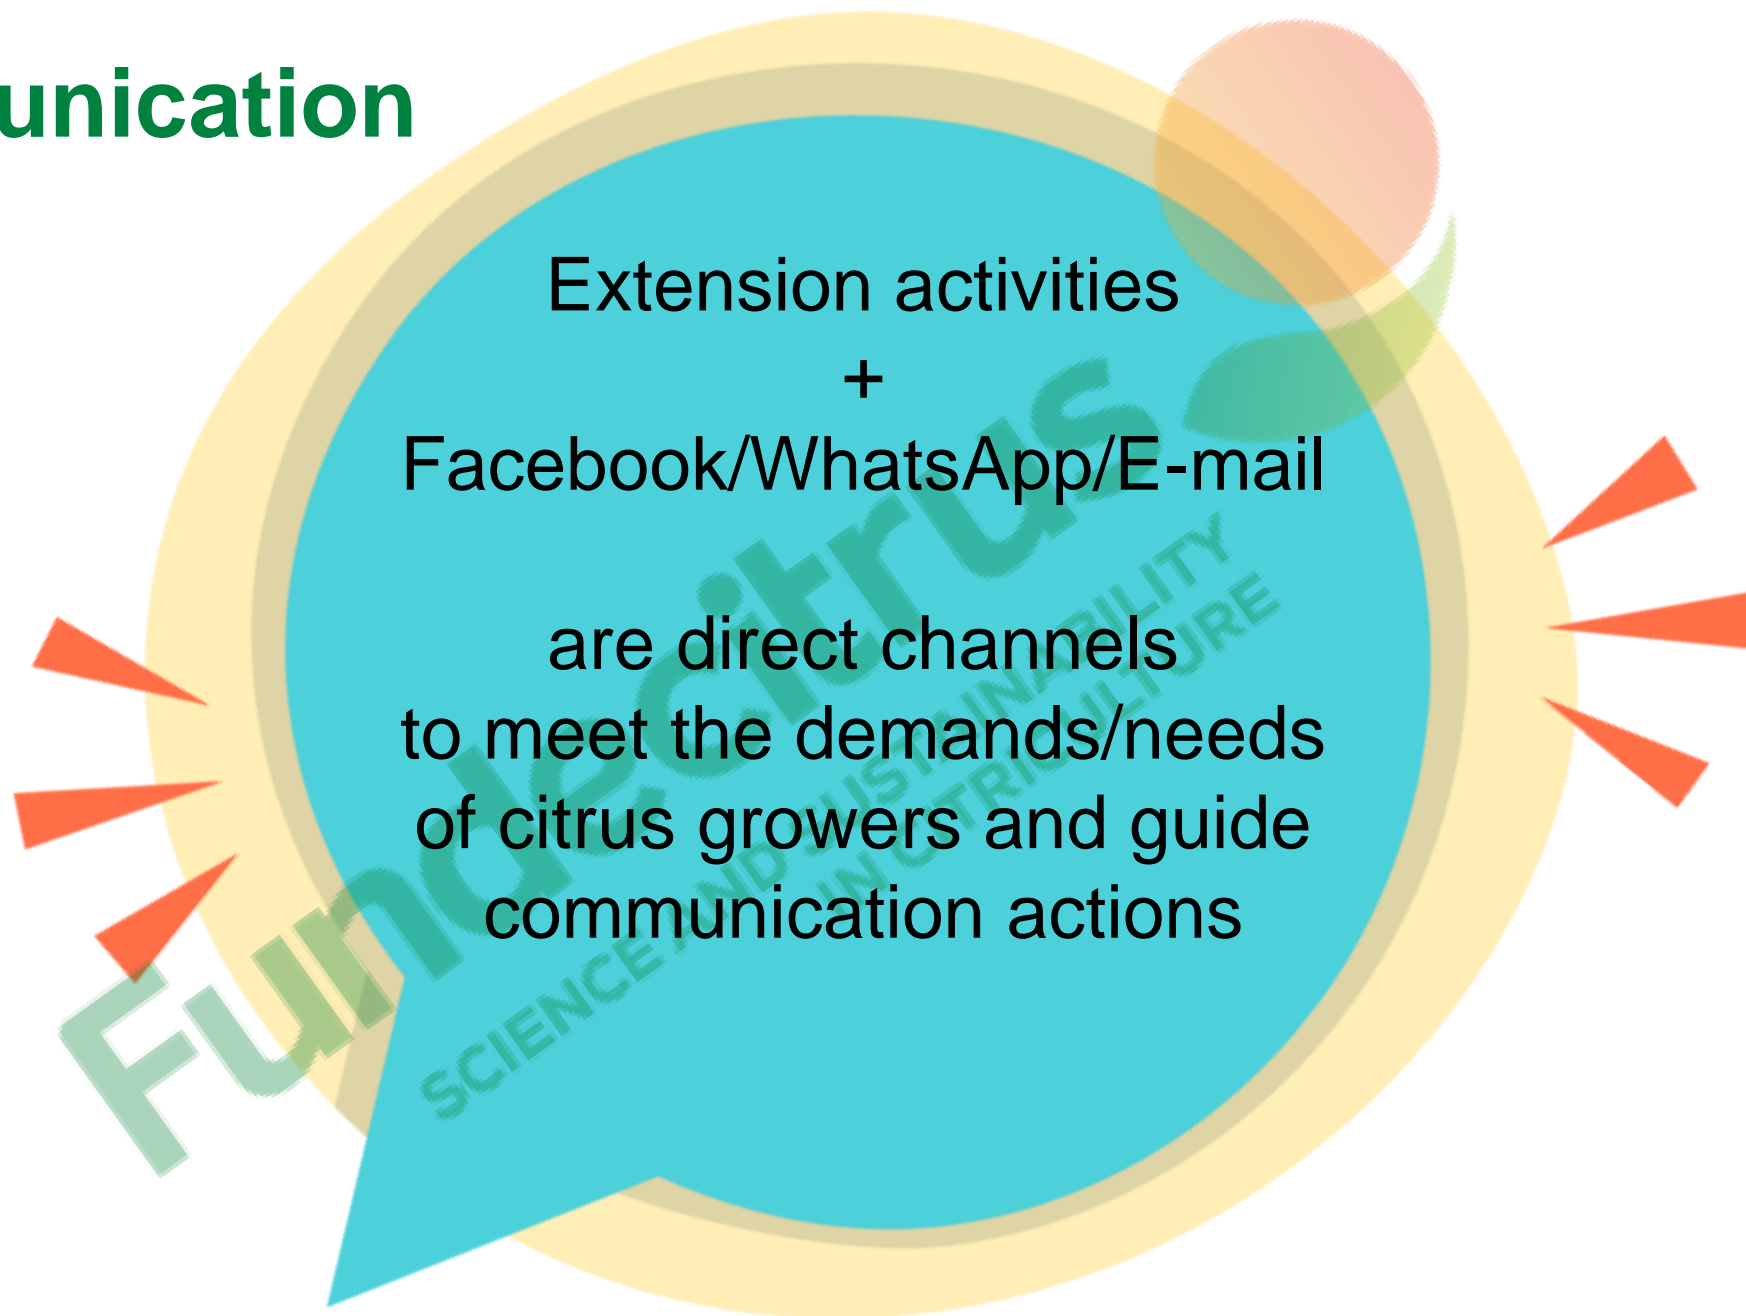 unication
Extension activities
+
Facebook/WhatsApp/E-mail
are direct channels
to meet the demands/needs
of citrus growers and guide
communication actions
Fundecitrus
SCIENCE AND SUSTAINABILITY
IN CITRICULTURE